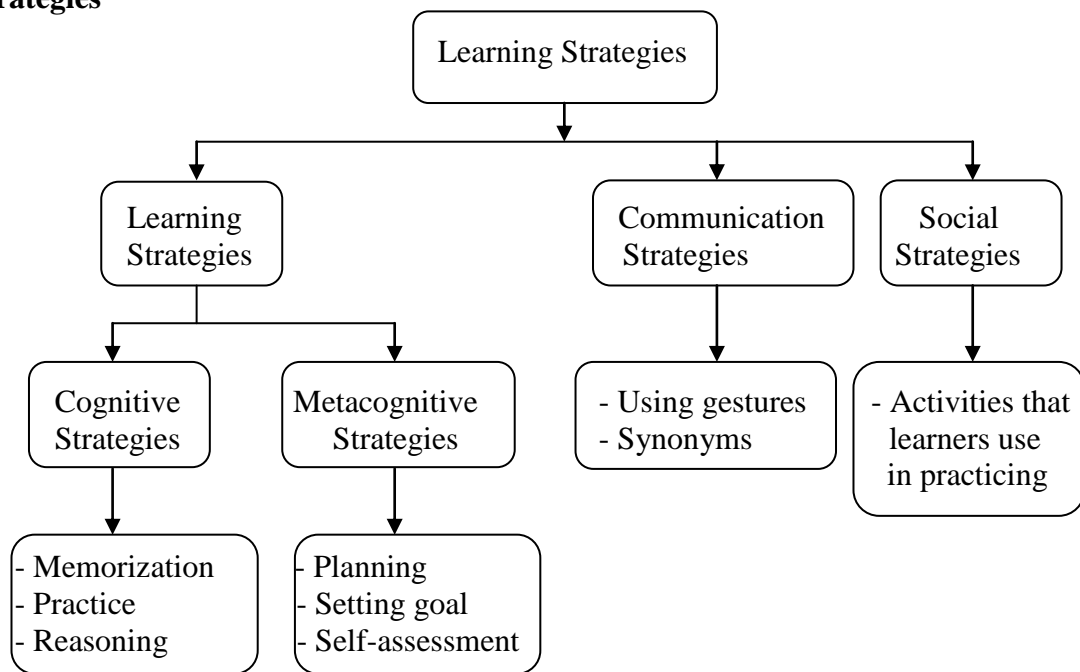 Learning Strategies
Learning
Strategies
Communication
Strategies
Social
Strategies
Cognitive
Strategies
Metacognitive
Strategies
- Using gestures
- Synonyms
- Activities that
learners use
in practicing
- Memorization
- Practice
- Reasoning
- Planning
- Setting goal
- Self-assessment